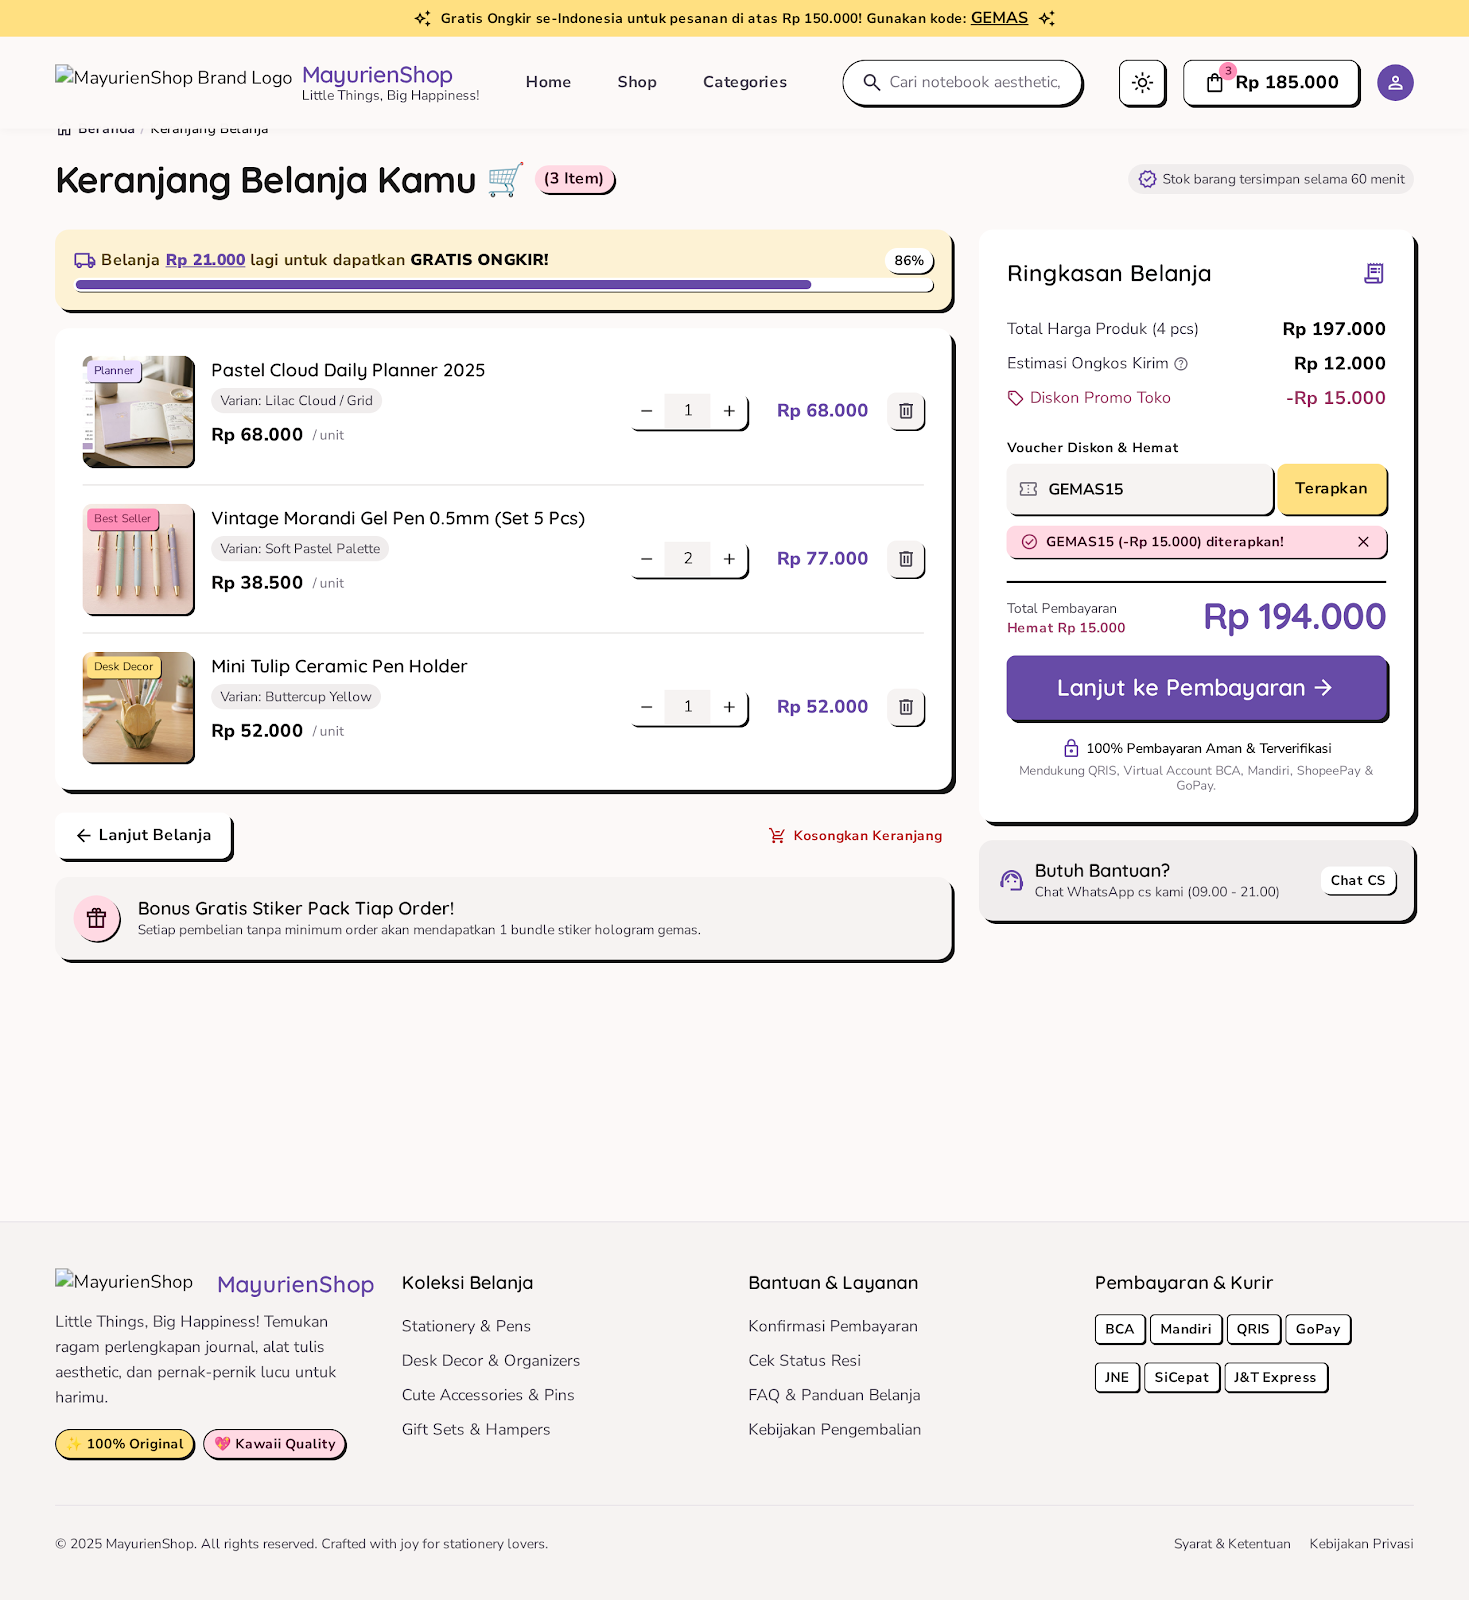 Gratis Ongkir se-Indonesia untuk pesanan di atas Rp 150.000! Gunakan kode: GEMAS
MayurienShop Brand Logo
MayurienShop
Little Things, Big Happiness!
Home
Shop
Categories
Cari notebook aesthetic,
3
Rp 185.000
Beranda / Keranjang Belanja
Keranjang Belanja Kamu 🛒
(3 Item)
Stok barang tersimpan selama 60 menit
Belanja Rp 21.000 lagi untuk dapatkan GRATIS ONGKIR!
86%
Planner
Pastel Cloud Daily Planner 2025
Varian: Lilac Cloud / Grid
Rp 68.000 / unit
− 1 +
Rp 68.000
Best Seller
Vintage Morandi Gel Pen 0.5mm (Set 5 Pcs)
Varian: Soft Pastel Palette
Rp 38.500 / unit
− 2 +
Rp 77.000
Desk Decor
Mini Tulip Ceramic Pen Holder
Varian: Buttercup Yellow
Rp 52.000 / unit
− 1 +
Rp 52.000
Lanjut Belanja
Kosongkan Keranjang
Bonus Gratis Stiker Pack Tiap Order!
Setiap pembelian tanpa minimum order akan mendapatkan 1 bundle stiker hologram gemas.
Ringkasan Belanja
Total Harga Produk (4 pcs) Rp 197.000
Estimasi Ongkos Kirim Rp 12.000
Diskon Promo Toko -Rp 15.000
Voucher Diskon & Hemat
GEMAS15
Terapkan
GEMAS15 (-Rp 15.000) diterapkan!
Total Pembayaran
Hemat Rp 15.000
Rp 194.000
Lanjut ke Pembayaran
100% Pembayaran Aman & Terverifikasi
Mendukung QRIS, Virtual Account BCA, Mandiri, ShopeePay &
GoPay.
Butuh Bantuan?
Chat WhatsApp cs kami (09.00 - 21.00)
Chat CS
MayurienShop
MayurienShop
Little Things, Big Happiness! Temukan
ragam perlengkapan journal, alat tulis
aesthetic, dan pernak-pernik lucu untuk
harimu.
✨ 100% Original
💖 Kawaii Quality
Koleksi Belanja
Stationery & Pens
Desk Decor & Organizers
Cute Accessories & Pins
Gift Sets & Hampers
Bantuan & Layanan
Konfirmasi Pembayaran
Cek Status Resi
FAQ & Panduan Belanja
Kebijakan Pengembalian
Pembayaran & Kurir
BCA
Mandiri
QRIS
GoPay
JNE
SiCepat
J&T Express
© 2025 MayurienShop. All rights reserved. Crafted with joy for stationery lovers.
Syarat & Ketentuan
Kebijakan Privasi